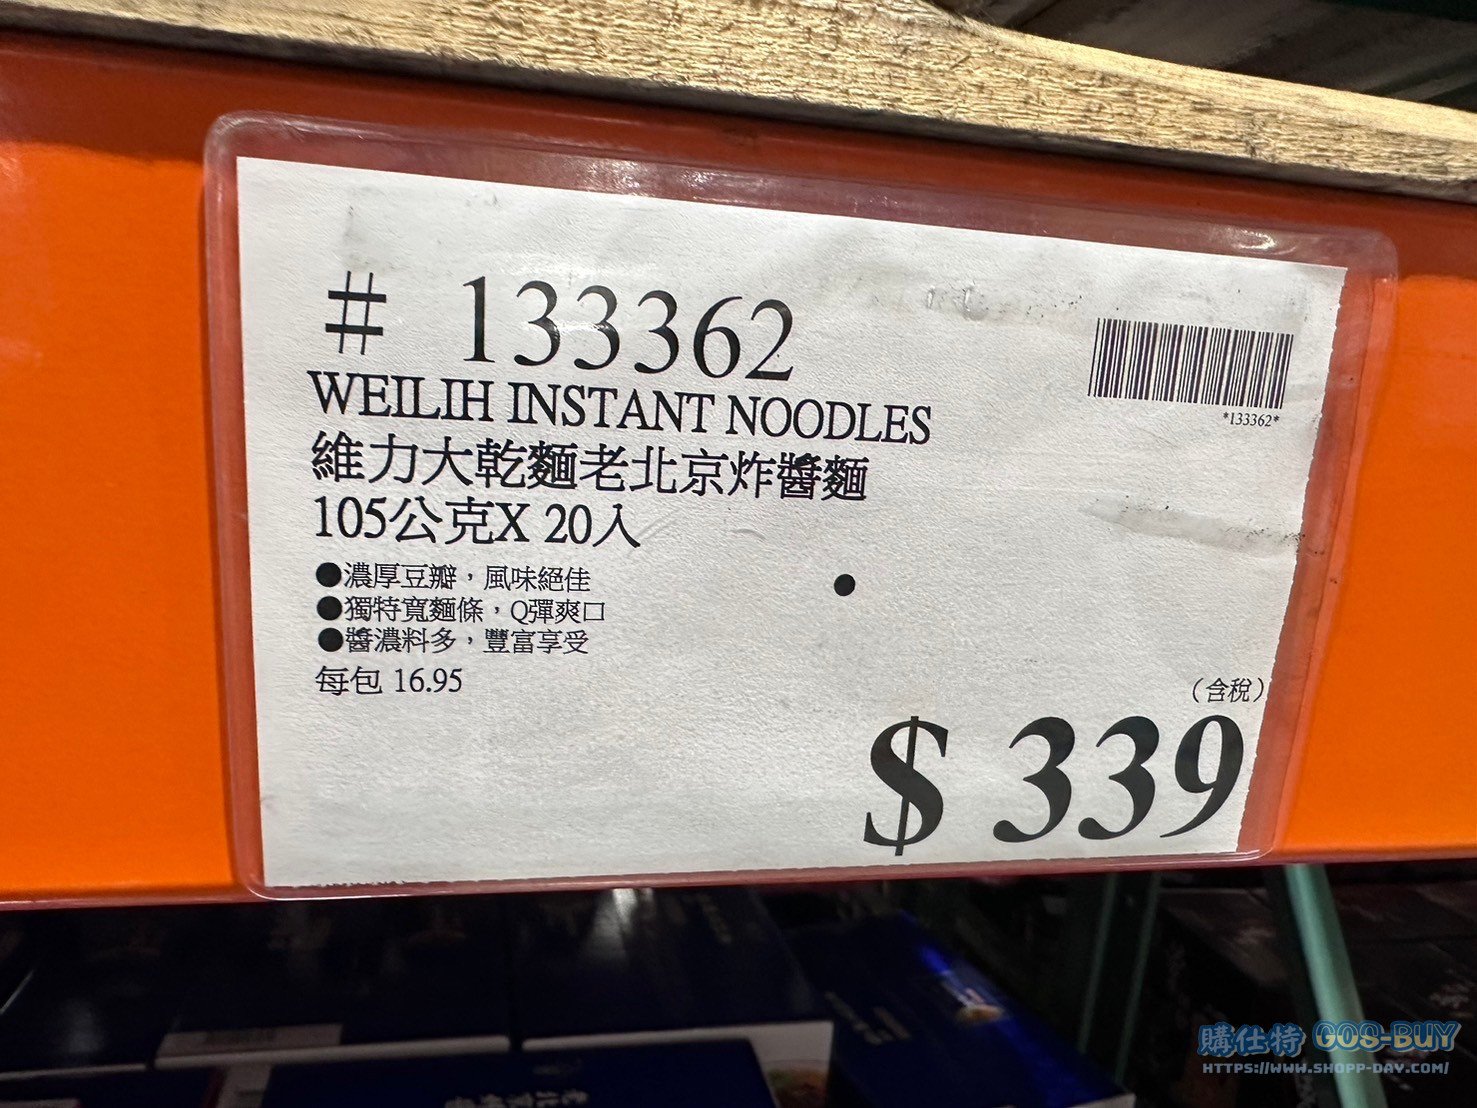 # 133362
*133362*
WEILIH INSTANT NOODLES
維力大乾麵老北京炸醬麵
105公克X 20入
●濃厚豆瓣，風味絕佳
●獨特寬麵條，Q彈爽口
●醬濃料多，豐富享受
每包 16.95
(含稅)
$ 339
購仕特 GOS-BUY
HTTPS://WWW.SHOPP-DAY.COM/